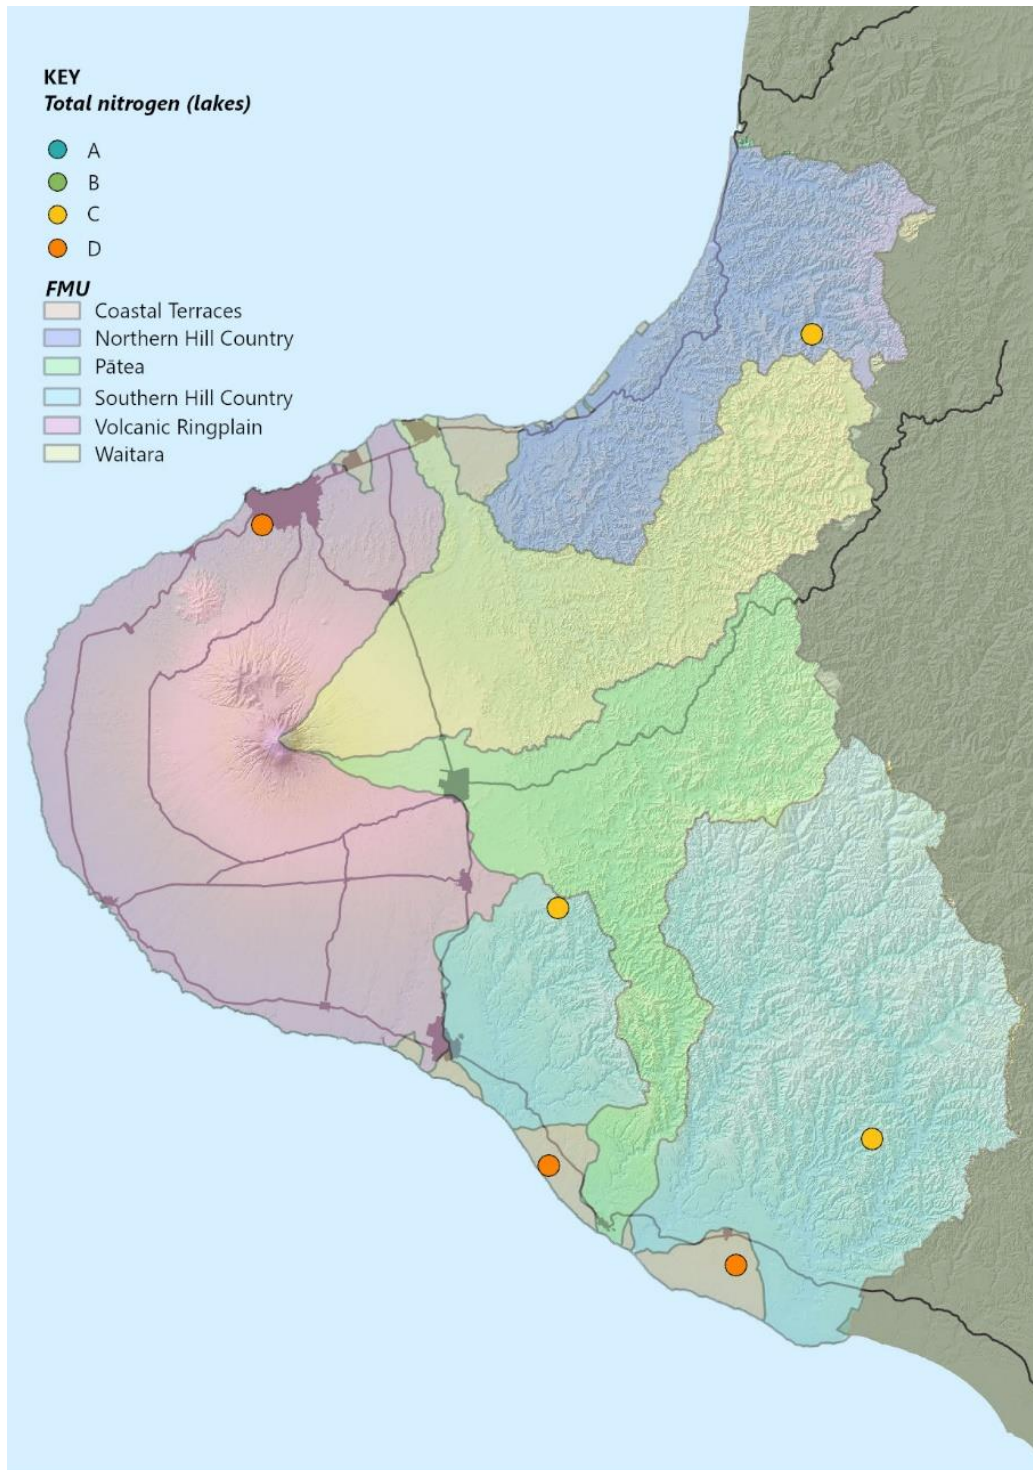 KEY
Total nitrogen (lakes)
A
B
C
D
FMU
Coastal Terraces
Northern Hill Country
Pātea
Southern Hill Country
Volcanic Ringplain
Waitara